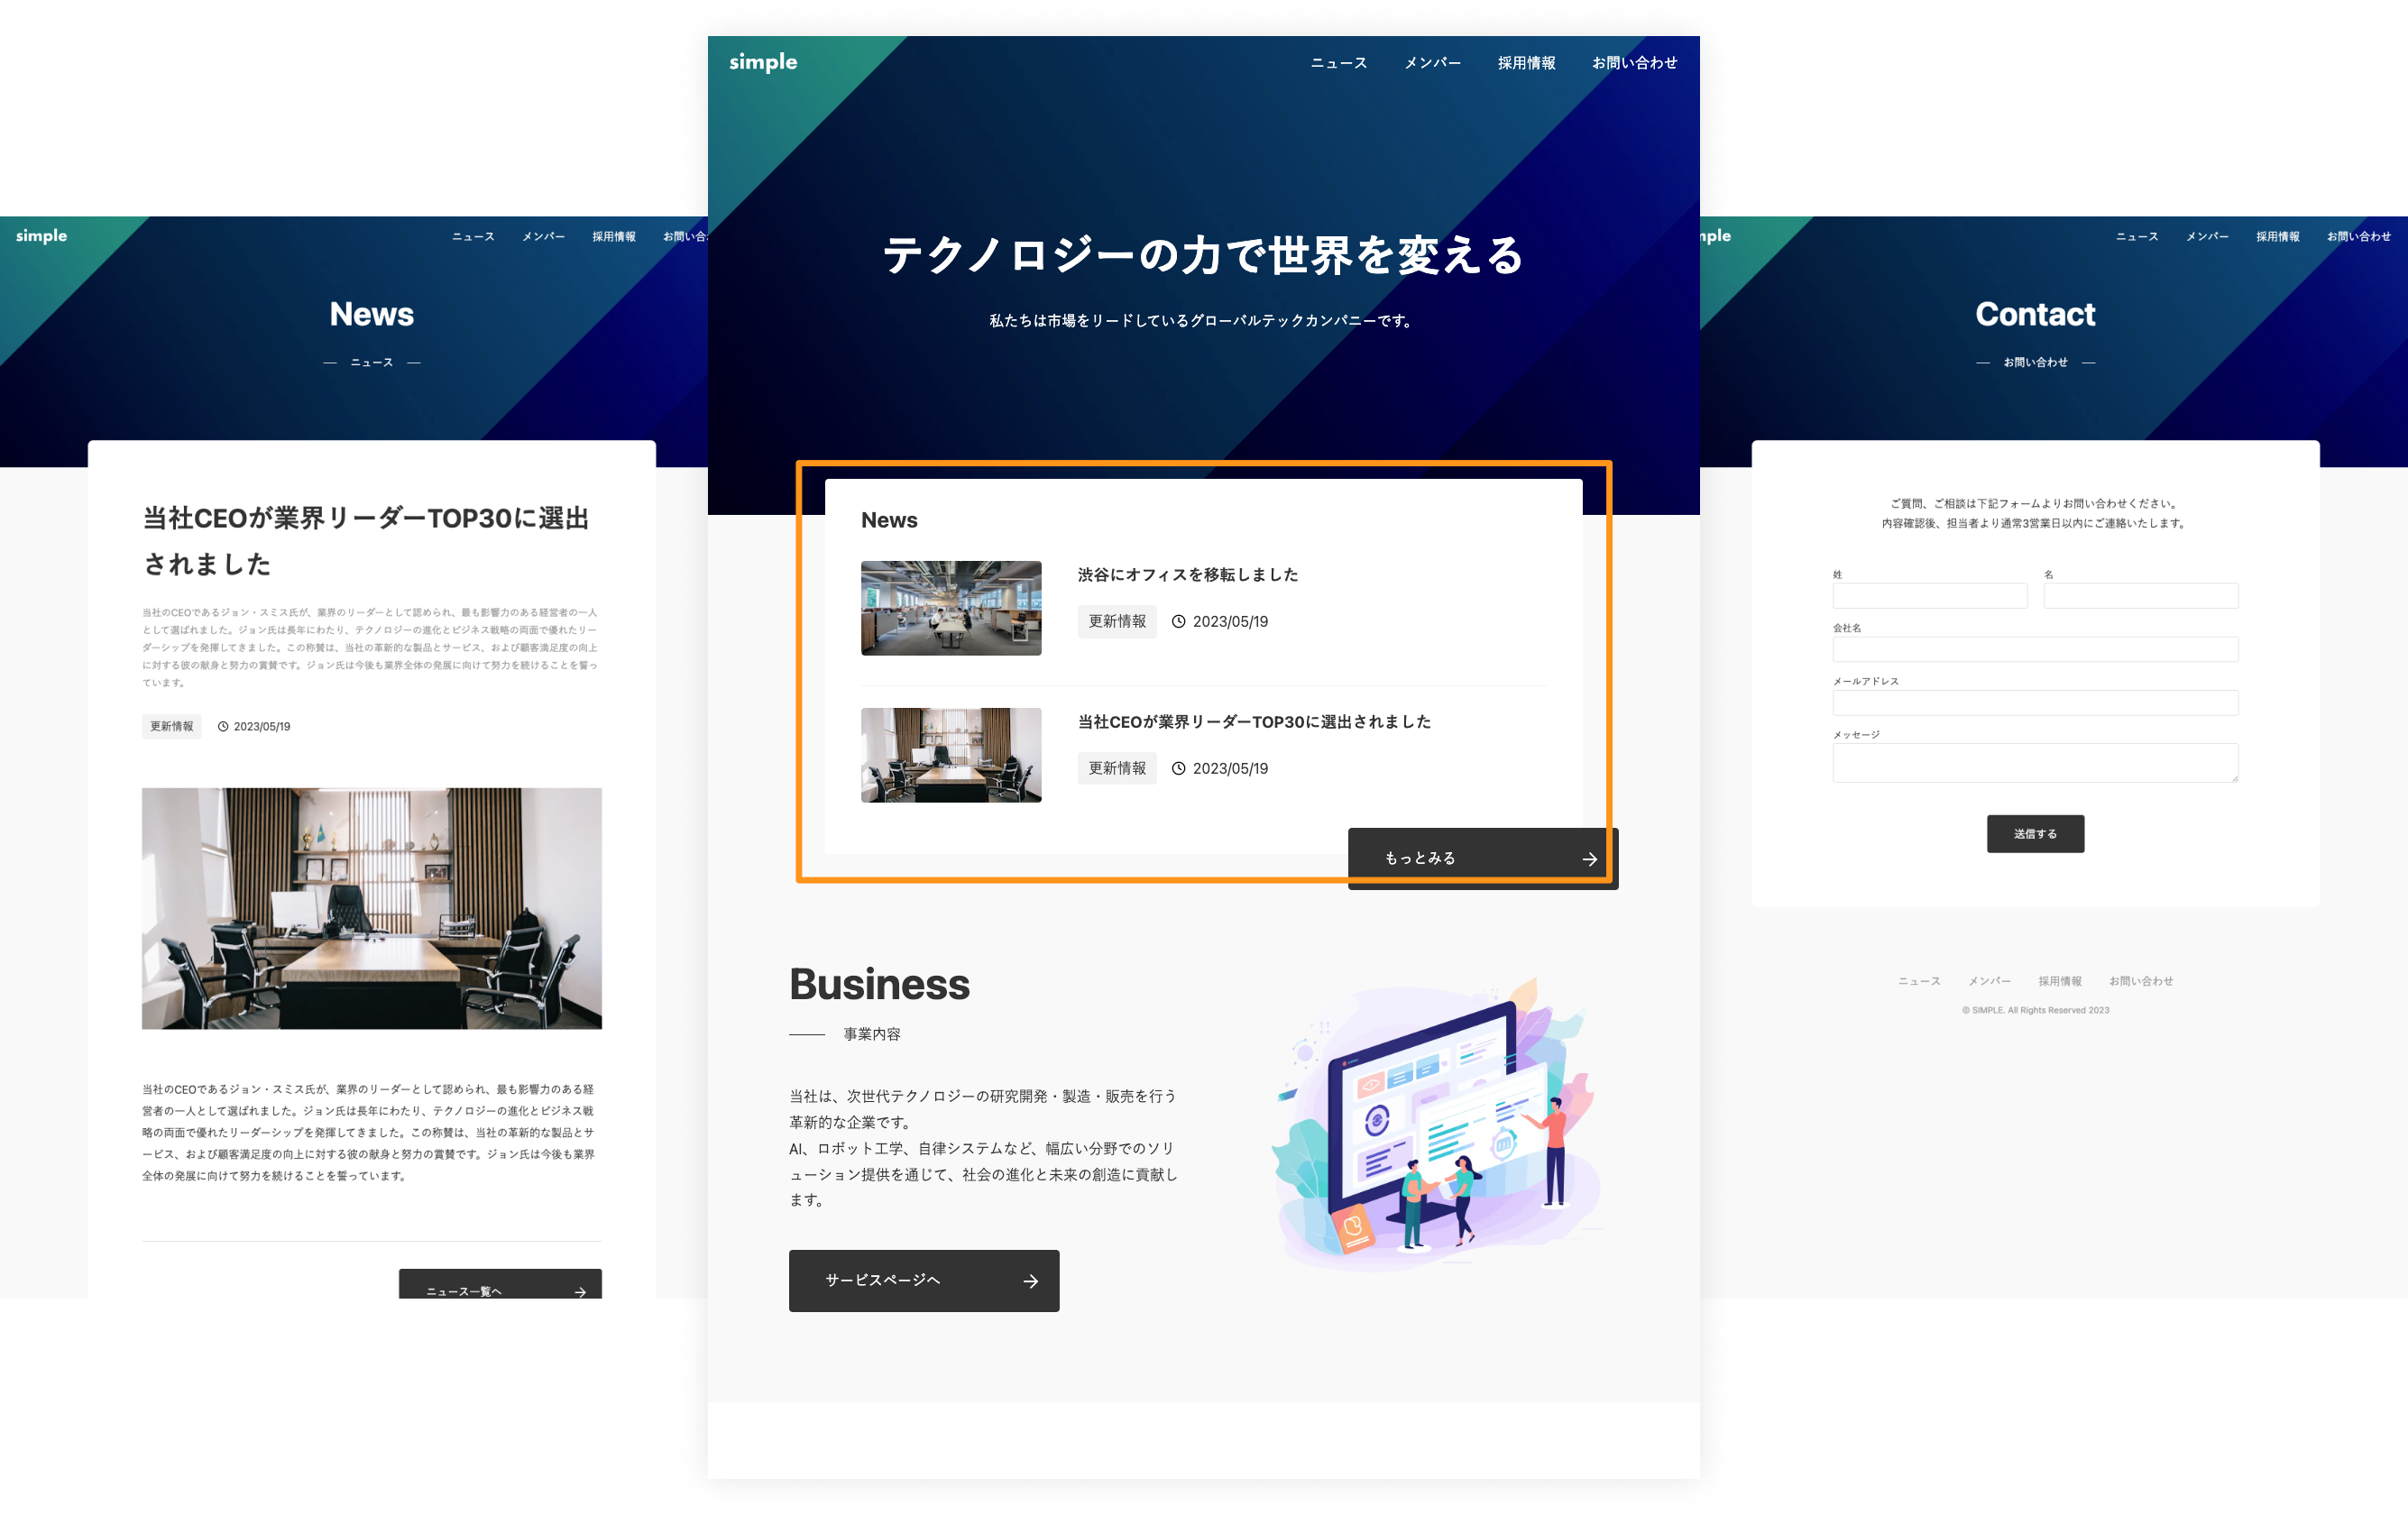 simple
ニュース
メンバー
採用情報
お問い合わ
News
ニュース
当社CEOが業界リーダーTOP30に選出
されました
当社のCEOであるジョン・スミス氏が、業界のリーダーとして認められ、最も影響力のある経営者の一人
として選ばれました。ジョン氏は長年にわたり、テクノロジーの進化とビジネス戦略の両面で優れたリー
ダーシップを発揮してきました。この称賛は、当社の革新的な製品とサービス、および顧客満足度の向上
に対する彼の献身と努力の賞賛です。ジョン氏は今後も業界全体の発展に向けて努力を続けることを誓っ
ています。
更新情報
2023/05/19
当社のCEOであるジョン・スミス氏が、業界のリーダーとして認められ、最も影響力のある経
営者の一人として選ばれました。ジョン氏は長年にわたり、テクノロジーの進化とビジネス戦
略の両面で優れたリーダーシップを発揮してきました。この称賛は、当社の革新的な製品とサ
ービス、および顧客満足度の向上に対する彼の献身と努力の賞賛です。ジョン氏は今後も業界
全体の発展に向けて努力を続けることを誓っています。
ニュース一覧へ
simple
ニュース
メンバー
採用情報
お問い合わせ
テクノロジーの力で世界を変える
私たちは市場をリードしているグローバルテックカンパニーです。
News
渋谷にオフィスを移転しました
更新情報
2023/05/19
当社CEOが業界リーダーTOP30に選出されました
更新情報
2023/05/19
もっとみる
Business
事業内容
当社は、次世代テクノロジーの研究開発・製造・販売を行う
革新的な企業です。
AI、ロボット工学、自律システムなど、幅広い分野でのソリ
ューション提供を通じて、社会の進化と未来の創造に貢献し
ます。
サービスページへ
mple
ニュース
メンバー
採用情報
お問い合わせ
Contact
お問い合わせ
ご質問、ご相談は下記フォームよりお問い合わせください。
内容確認後、担当者より通常3営業日以内にご連絡いたします。
姓
名
会社名
メールアドレス
メッセージ
送信する
ニュース
メンバー
採用情報
お問い合わせ
© SIMPLE. All Rights Reserved 2023